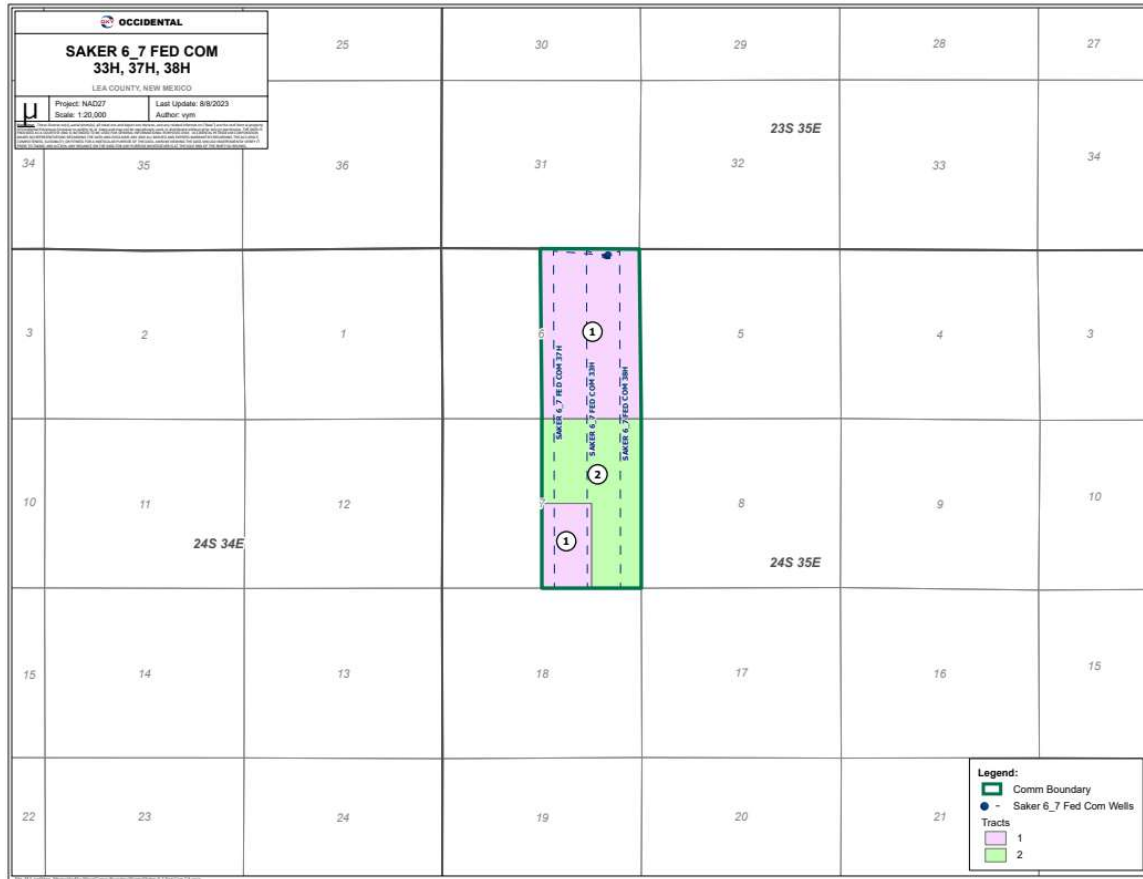 OXY OCCIDENTAL
SAKER 6_7 FED COM
33H, 37H, 38H
LEA COUNTY, NEW MEXICO
µ
Project: NAD27
Scale: 1:20,000
Last Update: 8/8/2023
Author: vym
25 30 29 28 27
23S 35E
34 35 36 31 32 33 34
3 2 1 6 5 4 3
1
SAKER 6_7 FED COM 37H
SAKER 6_7 FED COM 33H
SAKER 6_7 FED COM 38H
2
10 11 12 7 8 9 10
1
24S 34E
24S 35E
15 14 13 18 17 16 15
22 23 24 19 20 21
Legend:
Comm Boundary
Saker 6_7 Fed Com Wells
Tracts
1
2